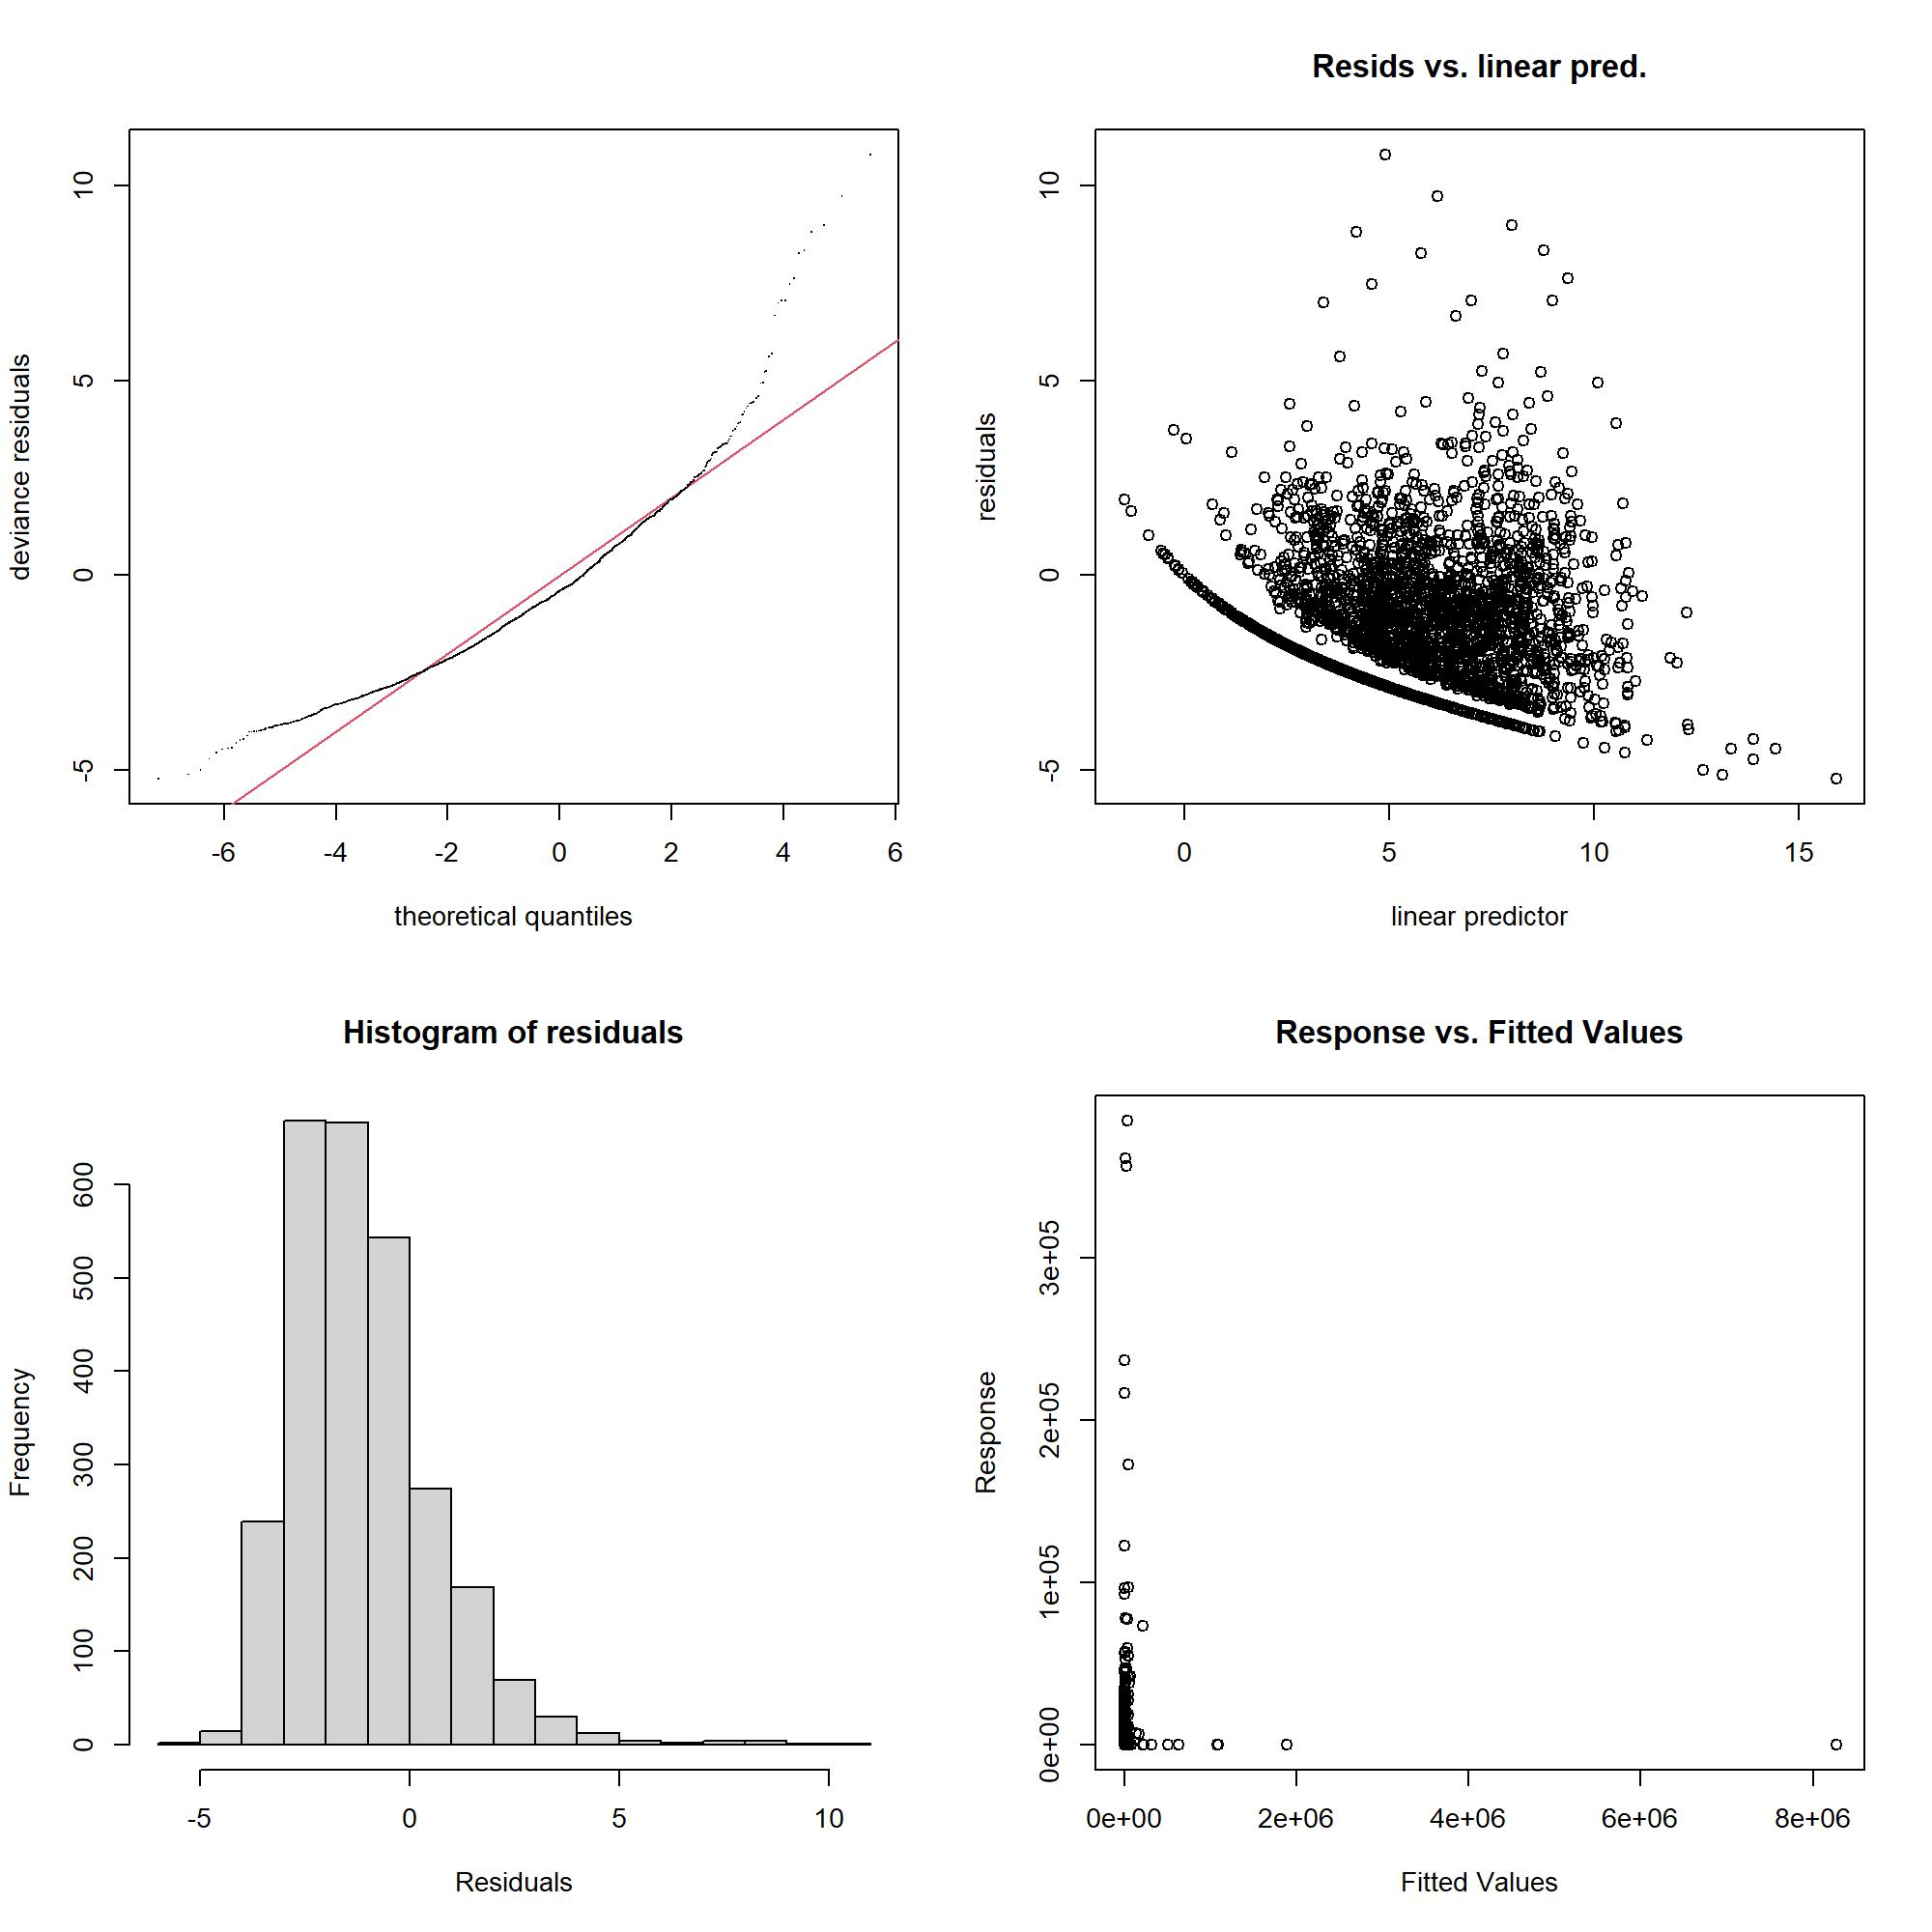 deviance residuals
10
5
0
-5
-6 -4 -2 0 2 4 6
theoretical quantiles
Resids vs. linear pred.
residuals
10
5
0
-5
0 5 10 15
linear predictor
Histogram of residuals
Frequency
600
500
400
300
200
100
0
-5 0 5 10
Residuals
Response vs. Fitted Values
Response
3e+05
2e+05
1e+05
0e+00
0e+00 2e+06 4e+06 6e+06 8e+06
Fitted Values